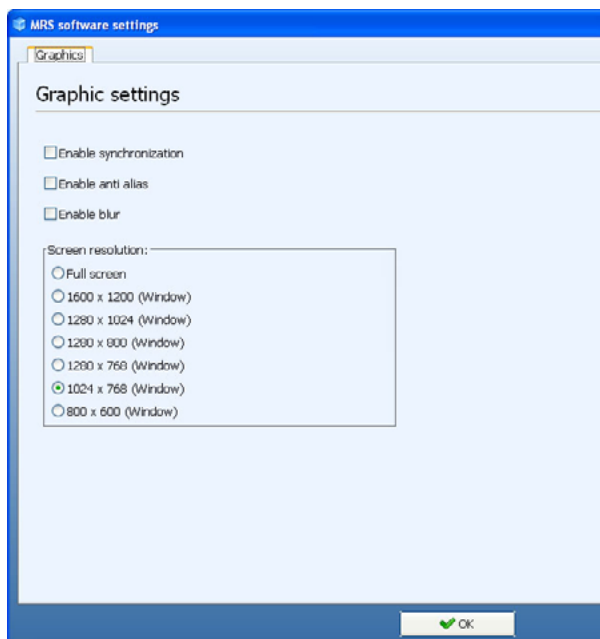 MRS software settings
Graphics
Graphic settings
Enable synchronization
Enable anti alias
Enable blur
Screen resolution:
Full screen
1600 x 1200 (Window)
1280 x 1024 (Window)
1280 x 800 (Window)
1280 x 768 (Window)
1024 x 768 (Window)
800 x 600 (Window)
OK